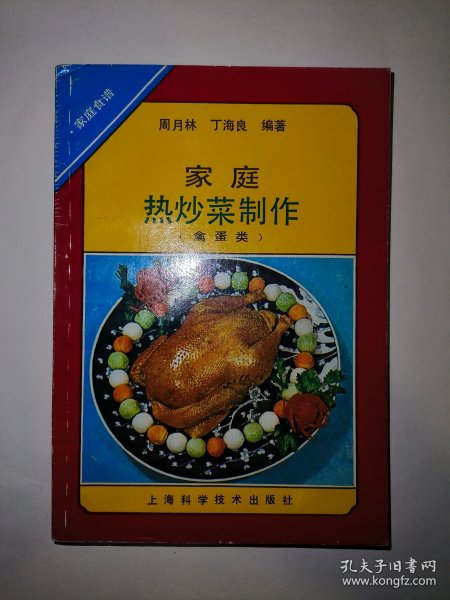 家庭食谱
周月林 丁海良 编著
家庭
热炒菜制作
(禽蛋类)
上海科学技术出版社
孔夫子旧书网
www.kongfz.com